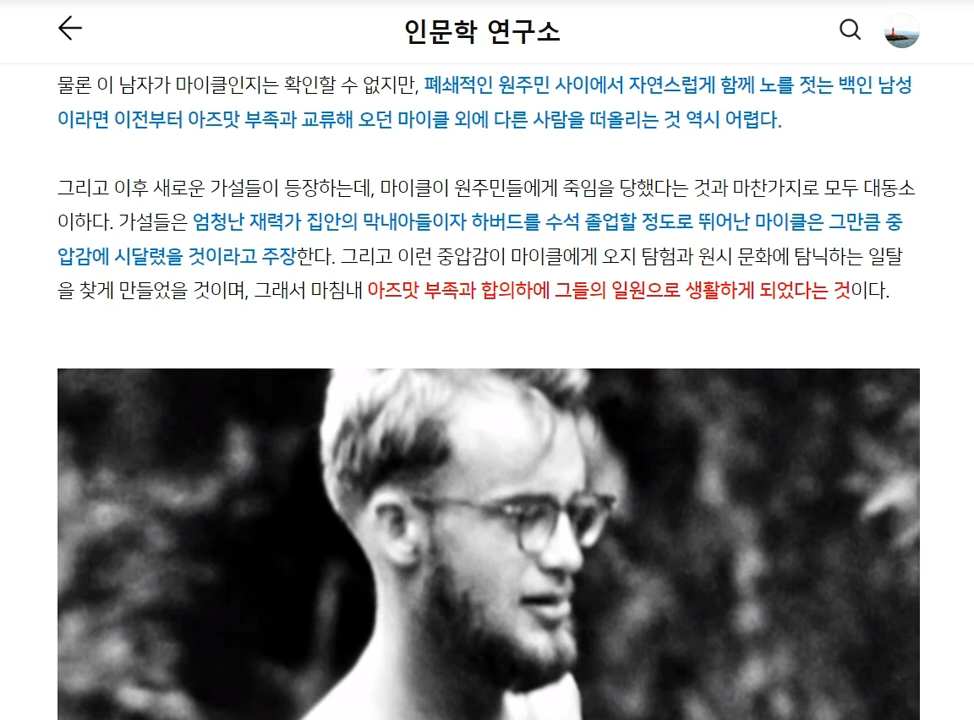 인문학 연구소
물론 이 남자가 마이클인지는 확인할 수 없지만, 폐쇄적인 원주민 사이에서 자연스럽게 함께 노를 젓는 백인 남성
이라면 이전부터 아즈맛 부족과 교류해 오던 마이클 외에 다른 사람을 떠올리는 것 역시 어렵다.
그리고 이후 새로운 가설들이 등장하는데, 마이클이 원주민들에게 죽임을 당했다는 것과 마찬가지로 모두 대동소
이하다. 가설들은 엄청난 재력가 집안의 막내아들이자 하버드를 수석 졸업할 정도로 뛰어난 마이클은 그만큼 중
압감에 시달렸을 것이라고 주장한다. 그리고 이런 중압감이 마이클에게 오지 탐험과 원시 문화에 탐닉하는 일탈
을 찾게 만들었을 것이며, 그래서 마침내 아즈맛 부족과 합의하에 그들의 일원으로 생활하게 되었다는 것이다.